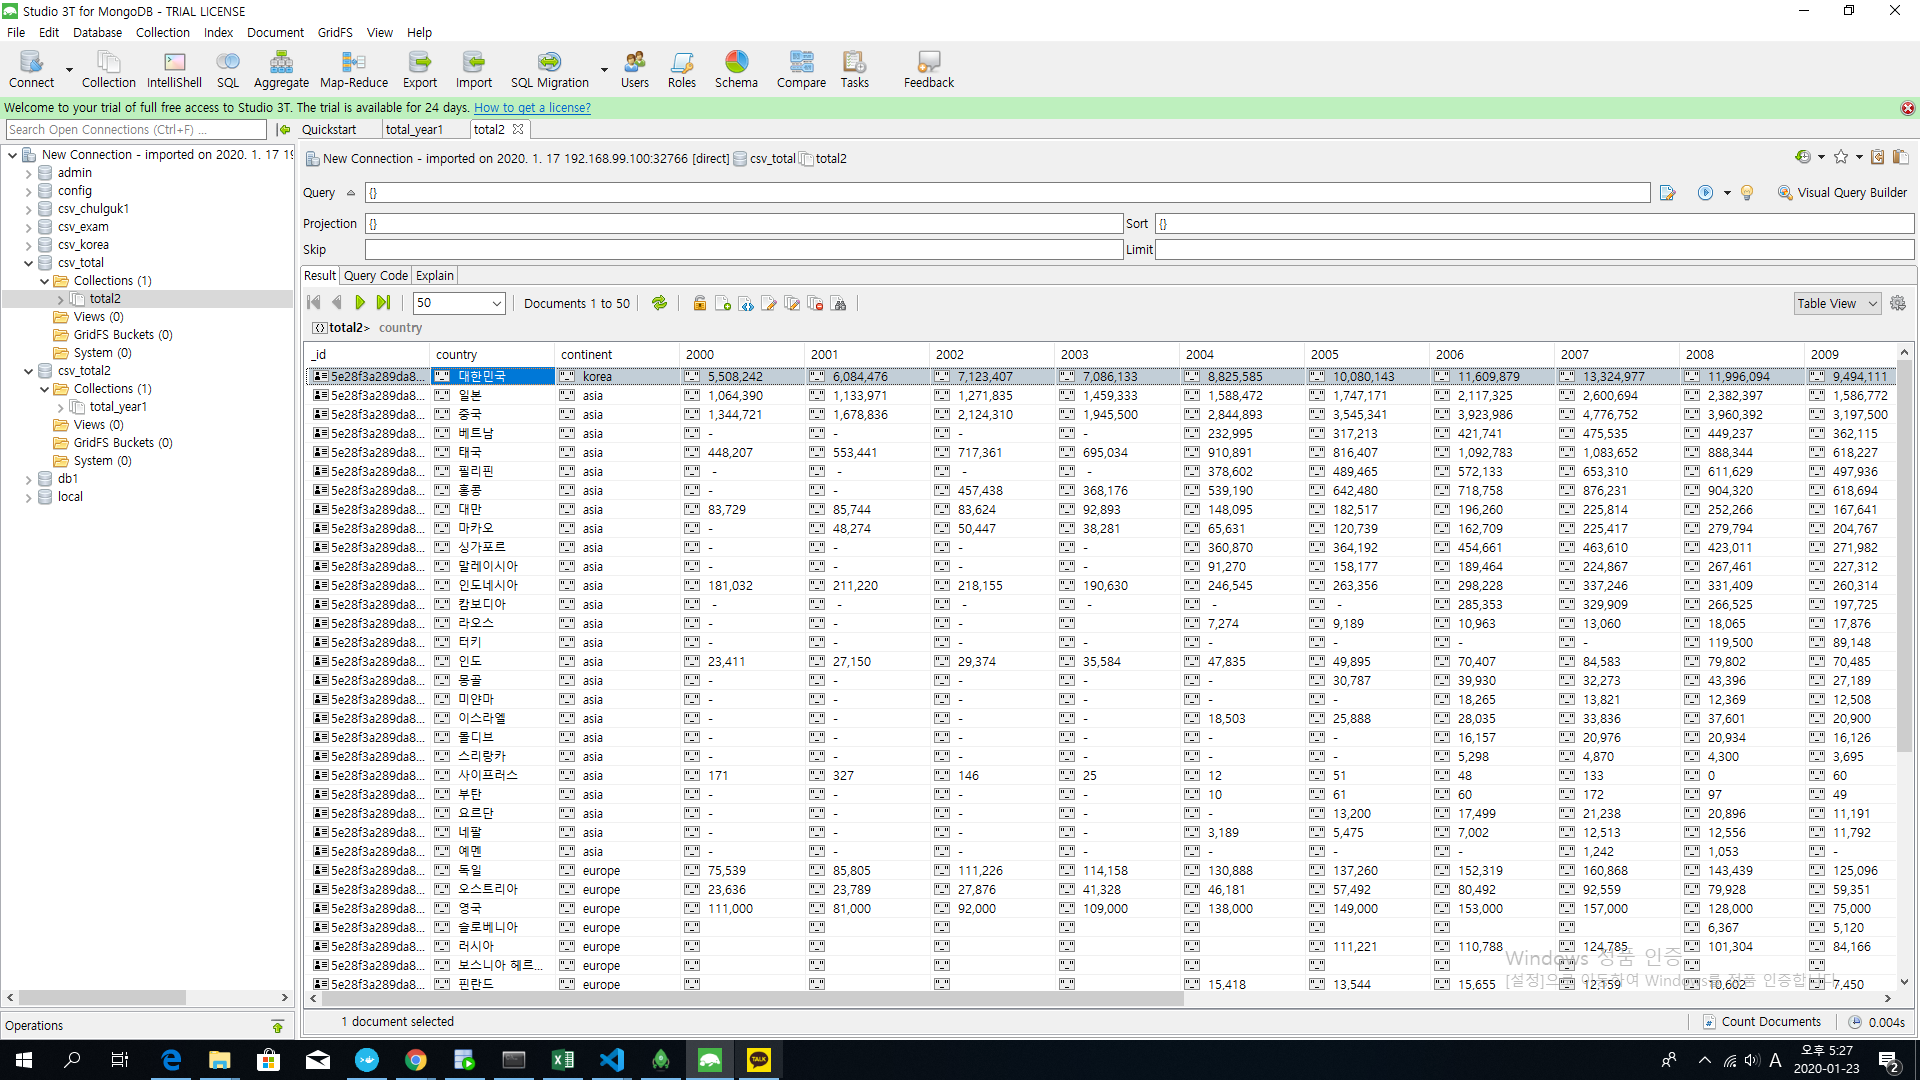 Studio 3T for MongoDB - TRIAL LICENSE
File Edit Database Collection Index Document GridFS View Help
Connect Collection IntelliShell SQL Aggregate Map-Reduce Export Import SQL Migration Users Roles Schema Compare Tasks Feedback
Welcome to your trial of full free access to Studio 3T. The trial is available for 24 days. How to get a license?
Search Open Connections (Ctrl+F) ...
Quickstart total_year1 total2
New Connection - imported on 2020. 1. 17 19
admin
config
csv_chulguk1
csv_exam
csv_korea
csv_total
Collections (1)
total2
Views (0)
GridFS Buckets (0)
System (0)
csv_total2
Collections (1)
total_year1
Views (0)
GridFS Buckets (0)
System (0)
db1
local
Operations
New Connection - imported on 2020. 1. 17 192.168.99.100:32766 [direct] csv_total total2
Query {} Visual Query Builder
Projection {} Sort {}
Skip Limit
Result Query Code Explain
50 Documents 1 to 50 Table View
total2> country
_id country continent 2000 2001 2002 2003 2004 2005 2006 2007 2008 2009
5e28f3a289da8... 대한민국 korea 5,508,242 6,084,476 7,123,407 7,086,133 8,825,585 10,080,143 11,609,879 13,324,977 11,996,094 9,494,111
5e28f3a289da8... 일본 asia 1,064,390 1,133,971 1,271,835 1,459,333 1,588,472 1,747,171 2,117,325 2,600,694 2,382,397 1,586,772
5e28f3a289da8... 중국 asia 1,344,721 1,678,836 2,124,310 1,945,500 2,844,893 3,545,341 3,923,986 4,776,752 3,960,392 3,197,500
5e28f3a289da8... 베트남 asia - - - - 232,995 317,213 421,741 475,535 449,237 362,115
5e28f3a289da8... 태국 asia 448,207 553,441 717,361 695,034 910,891 816,407 1,092,783 1,083,652 888,344 618,227
5e28f3a289da8... 필리핀 asia - - - - 378,602 489,465 572,133 653,310 611,629 497,936
5e28f3a289da8... 홍콩 asia - - 457,438 368,176 539,190 642,480 718,758 876,231 904,320 618,694
5e28f3a289da8... 대만 asia 83,729 85,744 83,624 92,893 148,095 182,517 196,260 225,814 252,266 167,641
5e28f3a289da8... 마카오 asia - 48,274 50,447 38,281 65,631 120,739 162,709 225,417 279,794 204,767
5e28f3a289da8... 싱가포르 asia - - - - 360,870 364,192 454,661 463,610 423,011 271,982
5e28f3a289da8... 말레이시아 asia - - - - 91,270 158,177 189,464 224,867 267,461 227,312
5e28f3a289da8... 인도네시아 asia 181,032 211,220 218,155 190,630 246,545 263,356 298,228 337,246 331,409 260,314
5e28f3a289da8... 캄보디아 asia - - - - - - 285,353 329,909 266,525 197,725
5e28f3a289da8... 라오스 asia - - - 7,274 9,189 10,963 13,060 18,065 17,876
5e28f3a289da8... 터키 asia - - - - - - - - 119,500 89,148
5e28f3a289da8... 인도 asia 23,411 27,150 29,374 35,584 47,835 49,895 70,407 84,583 79,802 70,485
5e28f3a289da8... 몽골 asia - - - - - 30,787 39,930 32,273 43,396 27,189
5e28f3a289da8... 미얀마 asia - - - - - - 18,265 13,821 12,369 12,508
5e28f3a289da8... 이스라엘 asia - - - - 18,503 25,888 28,035 33,836 37,601 20,900
5e28f3a289da8... 몰디브 asia - - - - - - 16,157 20,976 20,934 16,126
5e28f3a289da8... 스리랑카 asia - - - - - - 5,298 4,870 4,300 3,695
5e28f3a289da8... 사이프러스 asia 171 327 146 25 12 51 48 133 0 60
5e28f3a289da8... 부탄 asia - - - - 10 61 60 172 97 49
5e28f3a289da8... 요르단 asia - - - - - 13,200 17,499 21,238 20,896 11,191
5e28f3a289da8... 네팔 asia - - - - 3,189 5,475 7,002 12,513 12,556 11,792
5e28f3a289da8... 예멘 asia - - - - - - - 1,242 1,053 -
5e28f3a289da8... 독일 europe 75,539 85,805 111,226 114,158 130,888 137,260 152,319 160,868 143,439 125,096
5e28f3a289da8... 오스트리아 europe 23,636 23,789 27,876 41,328 46,181 57,492 80,492 92,559 79,928 59,351
5e28f3a289da8... 영국 europe 111,000 81,000 92,000 109,000 138,000 149,000 153,000 157,000 128,000 75,000
5e28f3a289da8... 슬로베니아 europe 6,367 5,120
5e28f3a289da8... 러시아 europe 111,221 110,788 124,785 101,304 84,166
5e28f3a289da8... 보스니아 헤르... europe
5e28f3a289da8... 핀란드 europe 15,418 13,544 15,655 12,159 10,602 7,450
Windows 정품 인증
[설정]으로 이동하여 Windows를 정품 인증합니다.
1 document selected Count Documents 0.004s
TALK
A 오후 5:27
2020-01-23
2